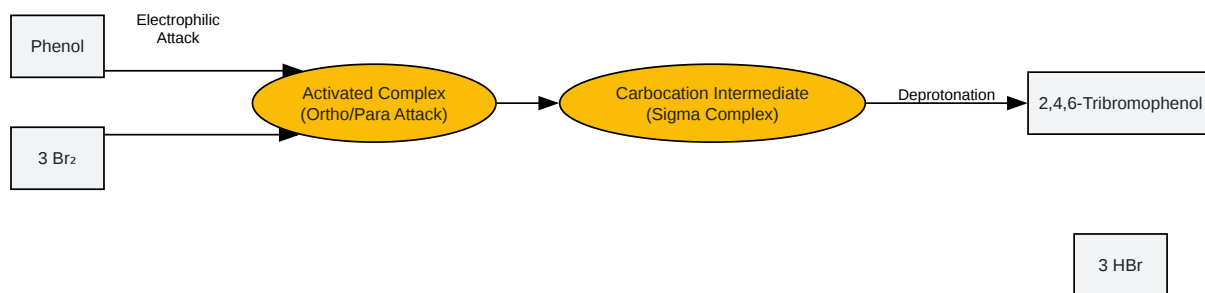 Phenol
Electrophilic
Attack
3 Br₂
Activated Complex
(Ortho/Para Attack)
Carbocation Intermediate
(Sigma Complex)
Deprotonation
2,4,6-Tribromophenol
3 HBr